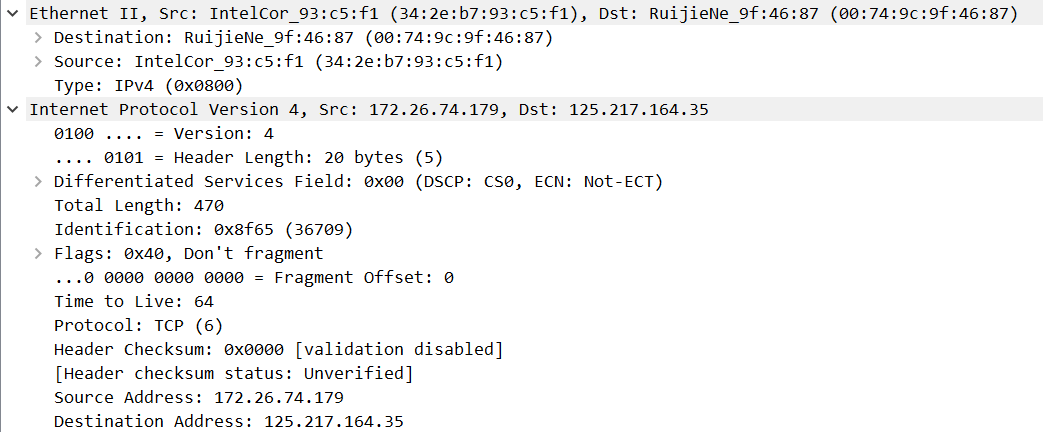 Ethernet II, Src: IntelCor_93:c5:f1 (34:2e:b7:93:c5:f1), Dst: RuijieNe_9f:46:87 (00:74:9c:9f:46:87)
Destination: RuijieNe_9f:46:87 (00:74:9c:9f:46:87)
Source: IntelCor_93:c5:f1 (34:2e:b7:93:c5:f1)
Type: IPv4 (0x0800)
Internet Protocol Version 4, Src: 172.26.74.179, Dst: 125.217.164.35
0100 .... = Version: 4
.... 0101 = Header Length: 20 bytes (5)
Differentiated Services Field: 0x00 (DSCP: CS0, ECN: Not-ECT)
Total Length: 470
Identification: 0x8f65 (36709)
Flags: 0x40, Don't fragment
...0 0000 0000 0000 = Fragment Offset: 0
Time to Live: 64
Protocol: TCP (6)
Header Checksum: 0x0000 [validation disabled]
[Header checksum status: Unverified]
Source Address: 172.26.74.179
Destination Address: 125.217.164.35